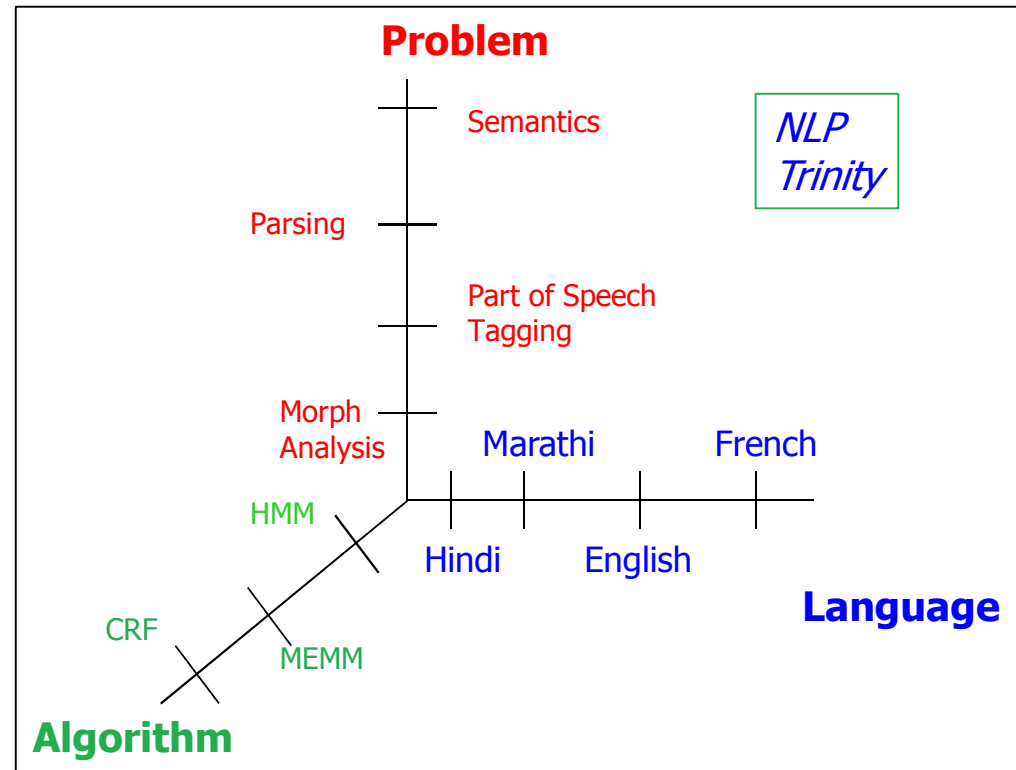 Problem
Semantics
NLP
Trinity
Parsing
Part of Speech
Tagging
Morph
Analysis
Marathi
French
HMM
Hindi
English
Language
CRF
MEMM
Algorithm